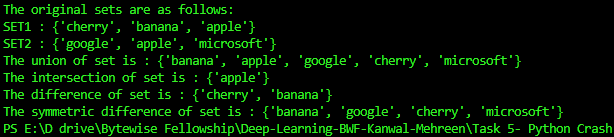 The original sets are as follows:
SET1 : {'cherry', 'banana', 'apple'}
SET2 : {'google', 'apple', 'microsoft'}
The union of set is : {'banana', 'apple', 'google', 'cherry', 'microsoft'}
The intersection of set is : {'apple'}
The difference of set is : {'cherry', 'banana'}
The symmetric difference of set is : {'banana', 'google', 'cherry', 'microsoft'}
PS E:\D drive\Bytewise Fellowship\Deep-Learning-BWF-Kanwal-Mehreen\Task 5- Python Crash